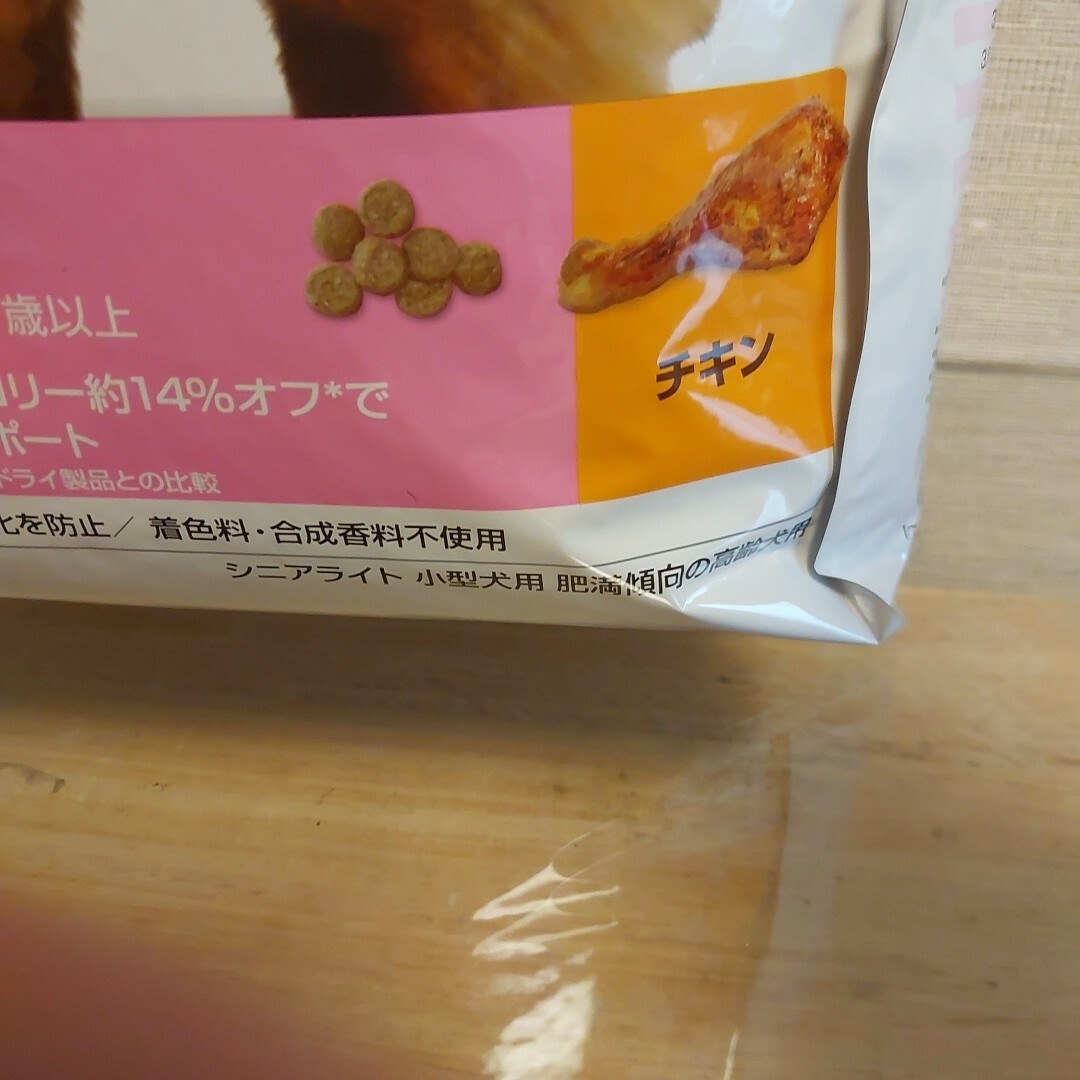 歳以上
チキン
ロリー約14%オフ*で
ポート
ドライ製品との比較
化を防止/ 着色料・合成香料不使用
シニアライト 小型犬用 肥満傾向の高齢犬用